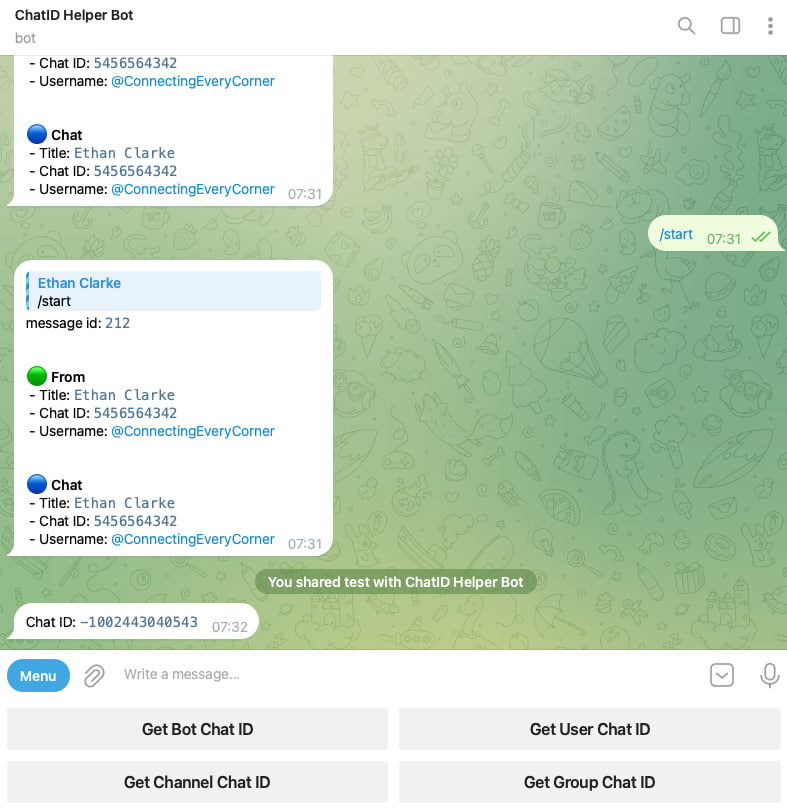 ChatID Helper Bot
bot
- Chat ID: 5456564342
- Username: @ConnectingEveryCorner
Chat
- Title: Ethan Clarke
- Chat ID: 5456564342
- Username: @ConnectingEveryCorner
07:31
/start 07:31
Ethan Clarke
/start
message id: 212
From
- Title: Ethan Clarke
- Chat ID: 5456564342
- Username: @ConnectingEveryCorner
Chat
- Title: Ethan Clarke
- Chat ID: 5456564342
- Username: @ConnectingEveryCorner
07:31
You shared test with ChatID Helper Bot
Chat ID: -1002443040543 07:32
Menu
Write a message...
Get Bot Chat ID
Get User Chat ID
Get Channel Chat ID
Get Group Chat ID